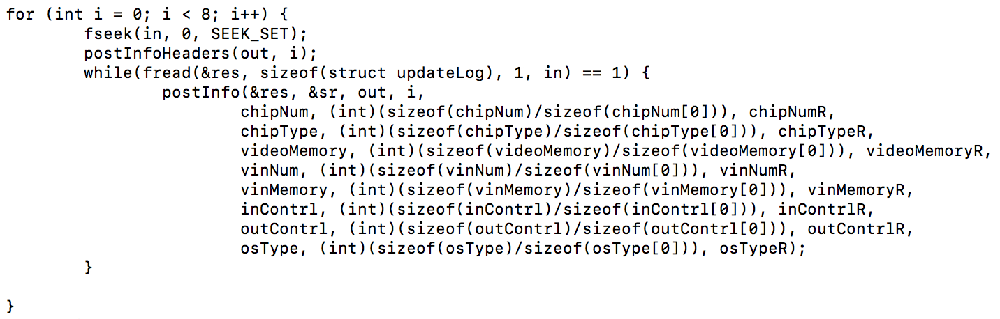 for (int i = 0; i < 8; i++) {
        fseek(in, 0, SEEK_SET);
        postInfoHeaders(out, i);
        while(fread(&res, sizeof(struct updateLog), 1, in) == 1) {
                postInfo(&res, &sr, out, i,
                        chipNum, (int)(sizeof(chipNum)/sizeof(chipNum[0])), chipNumR,
                        chipType, (int)(sizeof(chipType)/sizeof(chipType[0])), chipTypeR,
                        videoMemory, (int)(sizeof(videoMemory)/sizeof(videoMemory[0])), videoMemoryR,
                        vinNum, (int)(sizeof(vinNum)/sizeof(vinNum[0])), vinNumR,
                        vinMemory, (int)(sizeof(vinMemory)/sizeof(vinMemory[0])), vinMemoryR,
                        inContrl, (int)(sizeof(inContrl)/sizeof(inContrl[0])), inContrlR,
                        outContrl, (int)(sizeof(outContrl)/sizeof(outContrl[0])), outContrlR,
                        osType, (int)(sizeof(osType)/sizeof(osType[0])), osTypeR);
        }

}